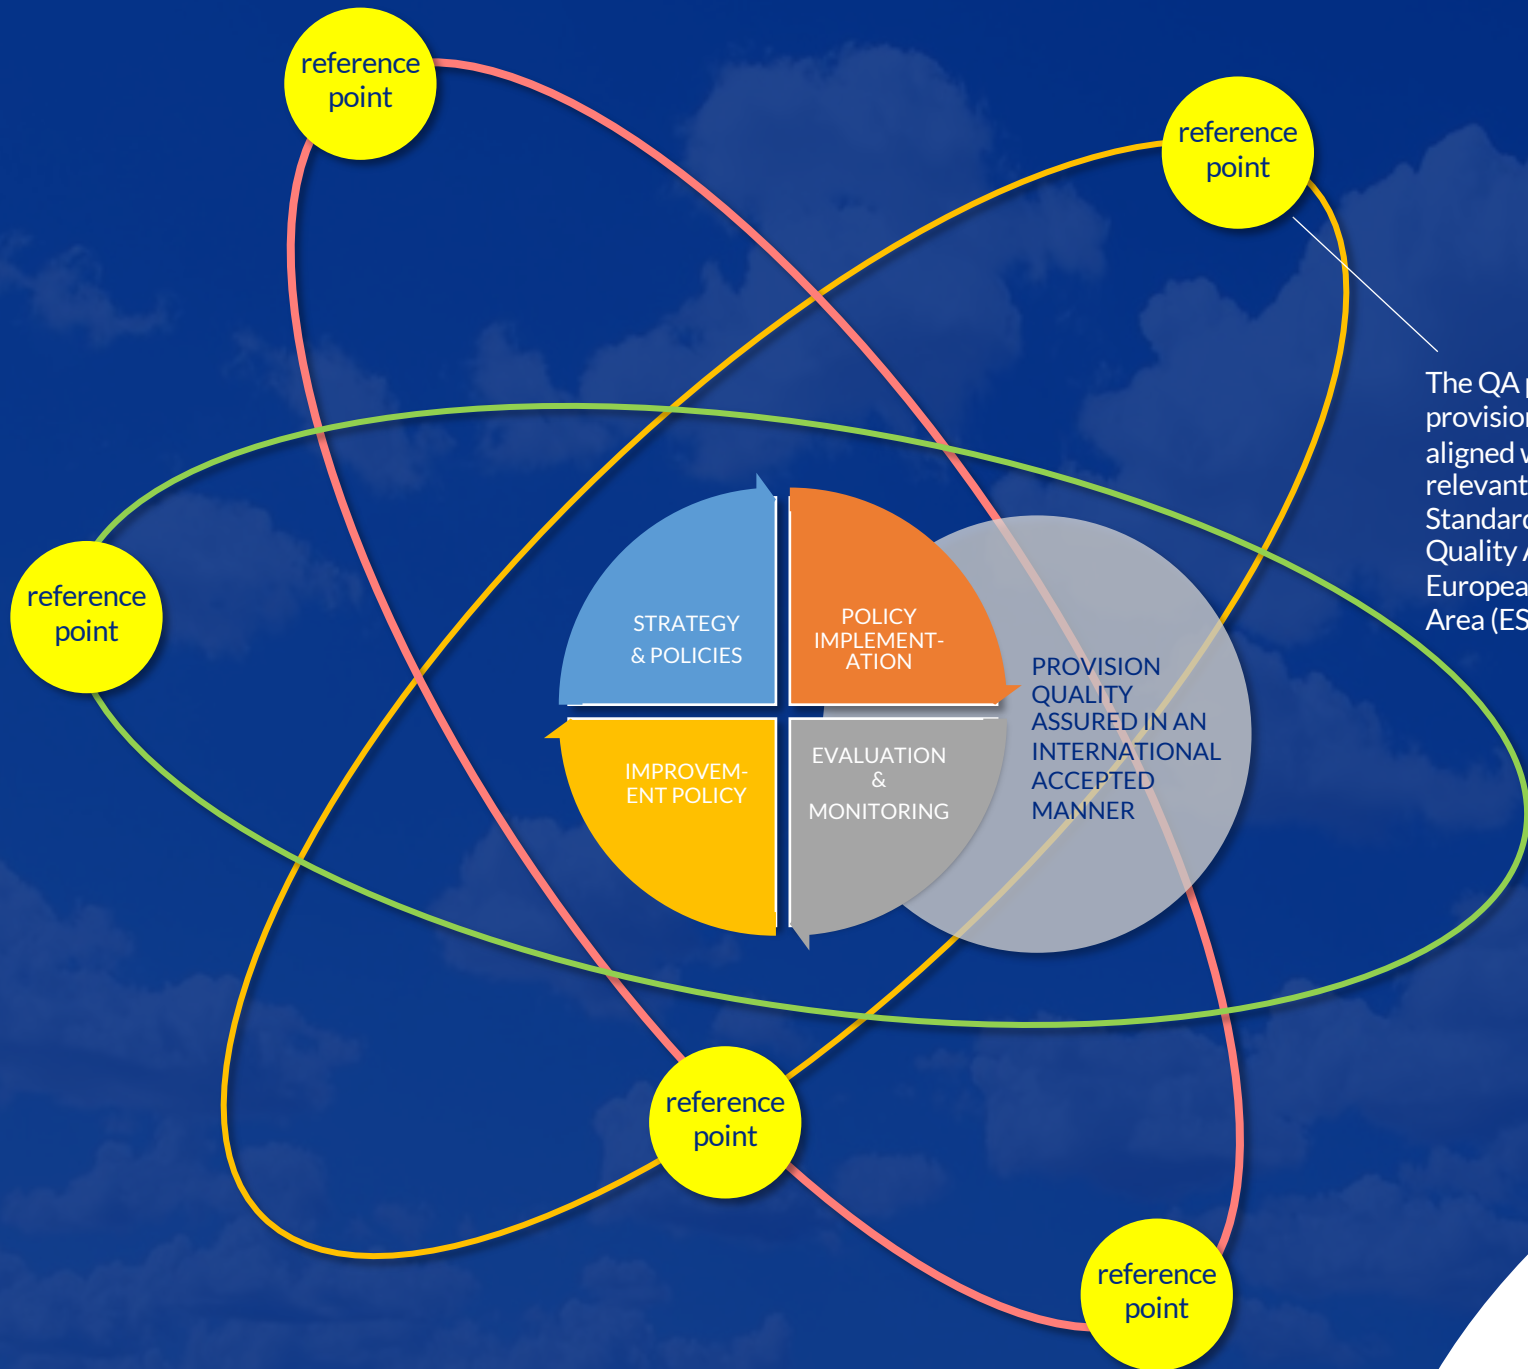 reference
point
reference
point
The QA
provision
aligned
relevant
Quality
Area
reference
point
STRATEGY
& POLICIES
POLICY
IMPLEMENT-
ATION
PROVISION
QUALITY
ASSURED IN AN
INTERNATIONAL
ACCEPTED
MANNER
IMPROVEM-
ENT POLICY
EVALUATION
&
MONITORING
reference
point
reference
point